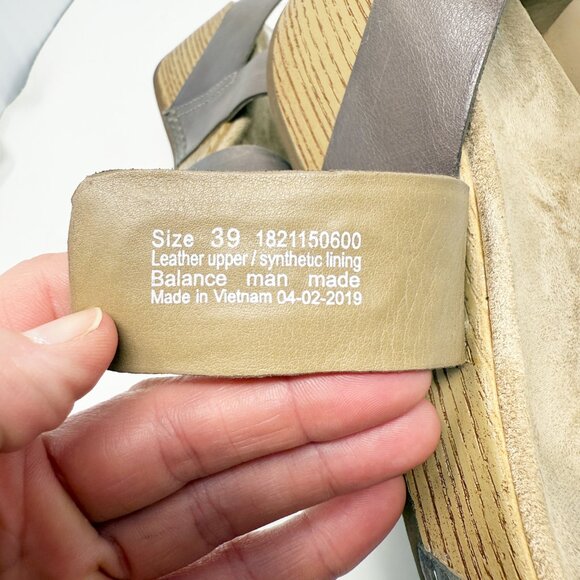 Size 39 1821150600
Leather upper / synthetic lining
Balance man made
Made in Vietnam 04-02-2019